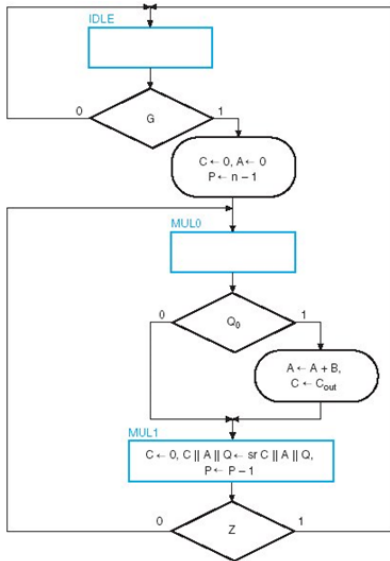 IDLE
0
G
1
C ← 0, A ← 0
P ← n – 1
MUL0
0
Q₀
1
A ← A + B,
C ← Cout
MUL1
C ← 0, C || A || Q ← sr C || A || Q,
P ← P – 1
0
Z
1